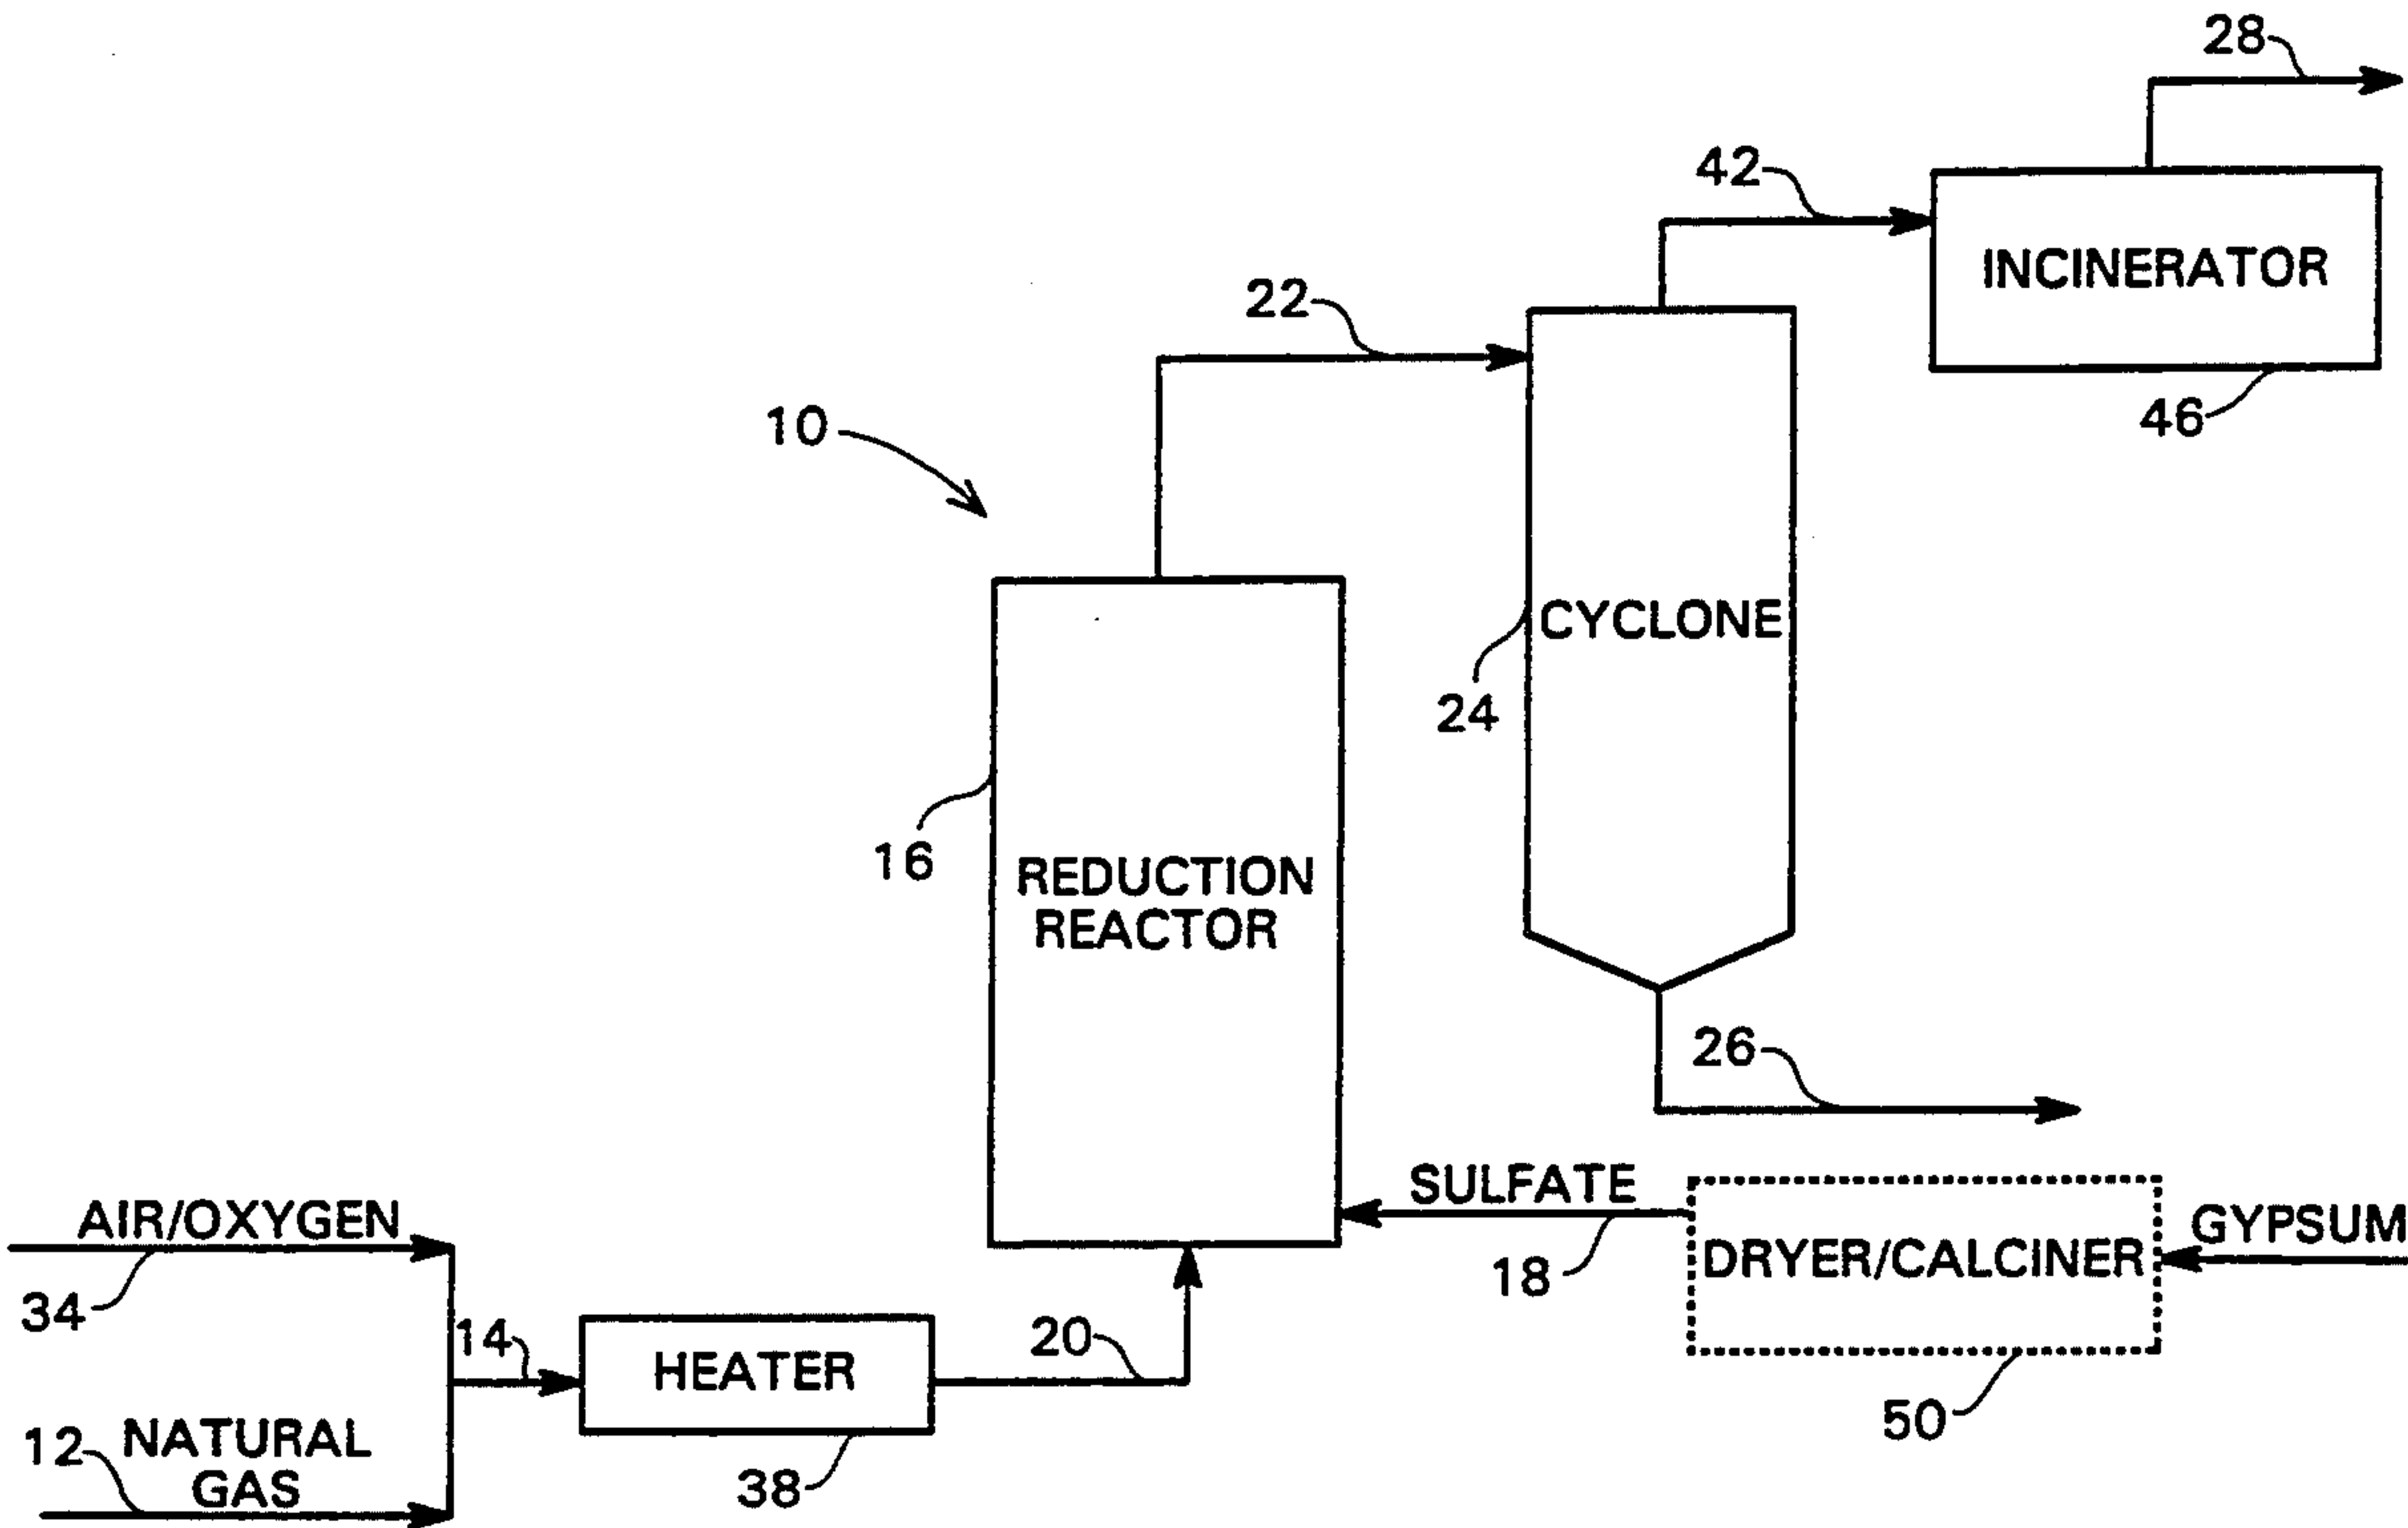 28
42
INCINERATOR
22
46
10
CYCLONE
24
16
REDUCTION
REACTOR
26
SULFATE
AIR/OXYGEN
GYPSUM
DRYER/CALCINER
18
34
14
20
HEATER
50
12
NATURAL
GAS
38